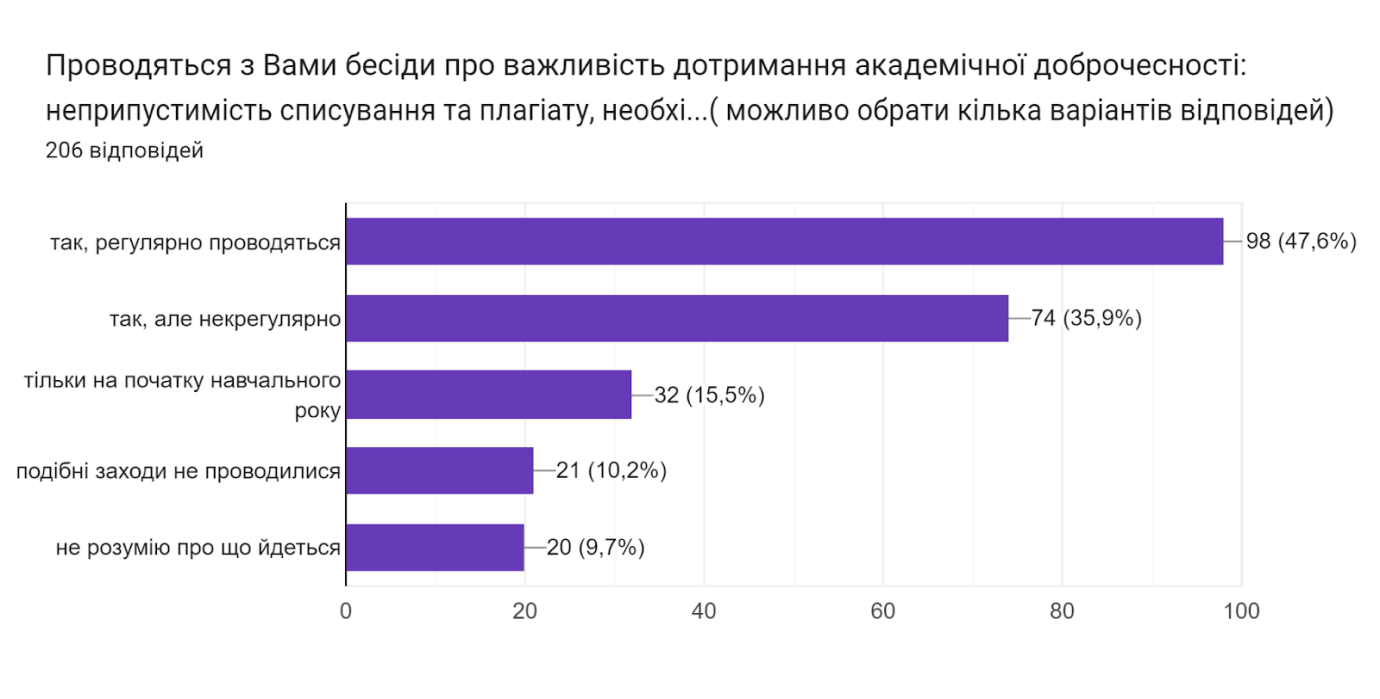 Проводяться з Вами бесіди про важливість дотримання академічної доброчесності:
неприпустимість списування та плагіату, необхі...( можливо обрати кілька варіантів відповідей)
206 відповідей
так, регулярно проводяться
98 (47,6%)
так, але некрегулярно
74 (35,9%)
тільки на початку навчального
року
32 (15,5%)
подібні заходи не проводилися
21 (10,2%)
не розумію про що йдеться
20 (9,7%)
0 20 40 60 80 100